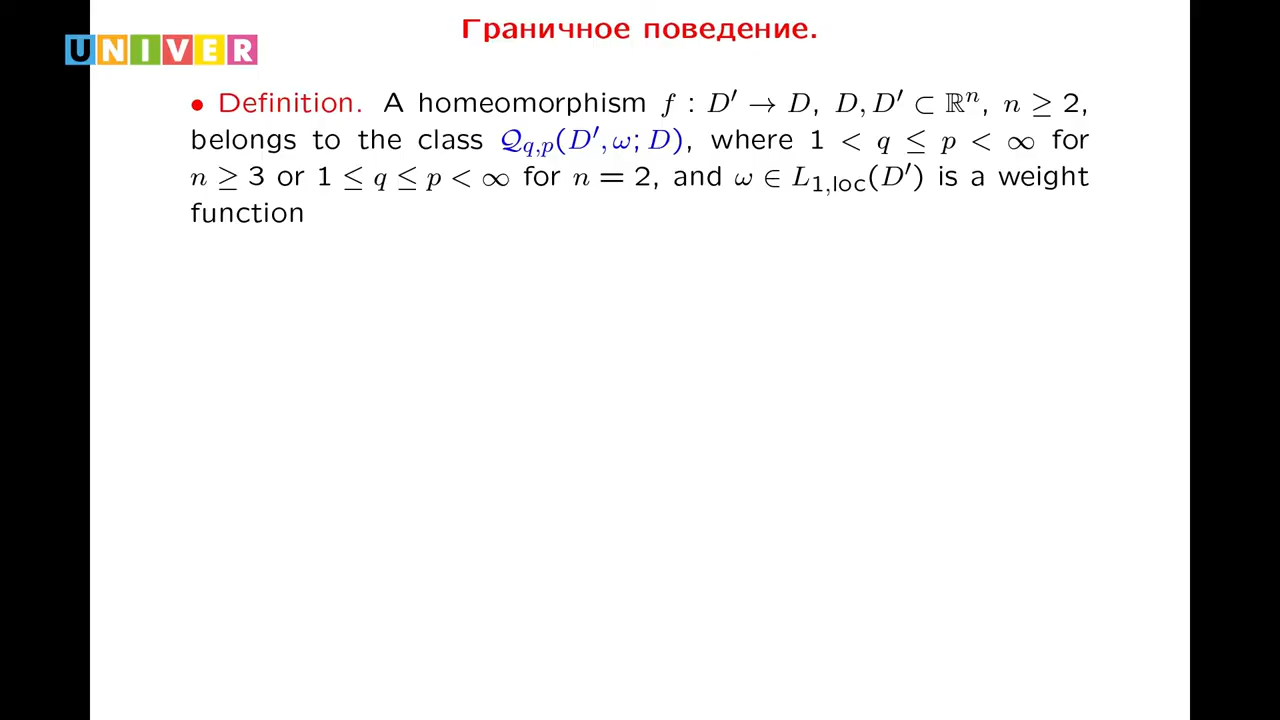 Граничное поведение.
UNIVER
• Definition. A homeomorphism f : D′ → D, D, D′ ⊂ ℝⁿ, n ≥ 2,
belongs to the class 𝒬_{q,p}(D′, ω; D), where 1 < q ≤ p < ∞ for
n ≥ 3 or 1 ≤ q ≤ p < ∞ for n = 2, and ω ∈ L_{1,loc}(D′) is a weight
function